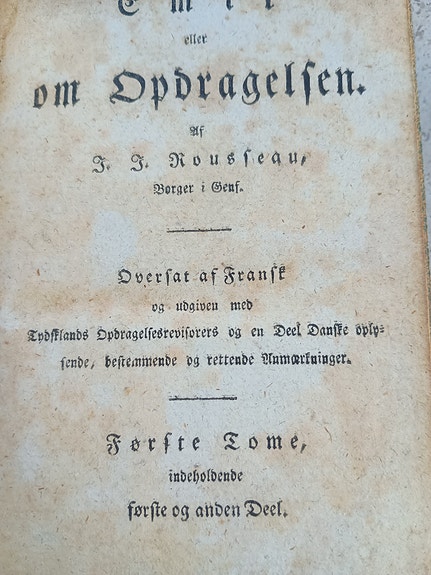 Emil
eller
om Opdragelsen.
Af
J. J. Rousseau,
Borger i Genf.
Oversat af Fransk
og udgiven med
Tydsklands Opdragelsesrevisorers og en Deel Danske oply-
sende, bestemmende og rettende Anmærkninger.
Første Tome,
indeholdende
første og anden Deel.